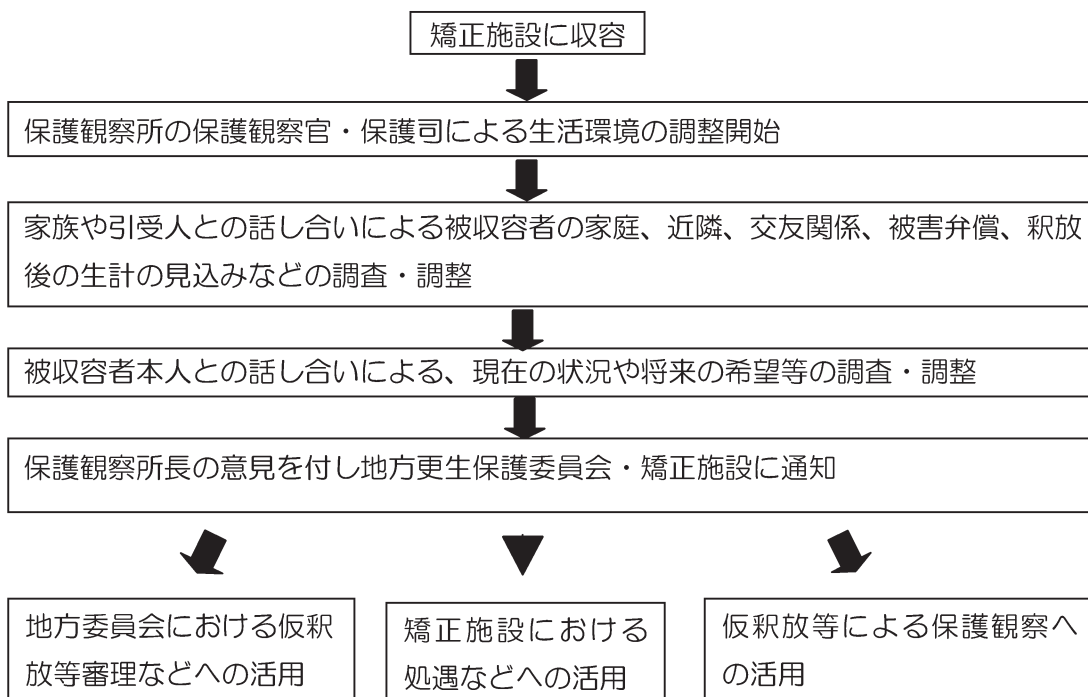 矯正施設に収容
保護観察所の保護観察官・保護司による生活環境の調整開始
家族や引受人との話し合いによる被収容者の家庭、近隣、交友関係、被害弁償、釈放
後の生計の見込みなどの調査・調整
被収容者本人との話し合いによる、現在の状況や将来の希望等の調査・調整
保護観察所長の意見を付し地方更生保護委員会・矯正施設に通知
地方委員会における仮釈
放等審理などへの活用
矯正施設における
処遇などへの活用
仮釈放等による保護観察へ
の活用